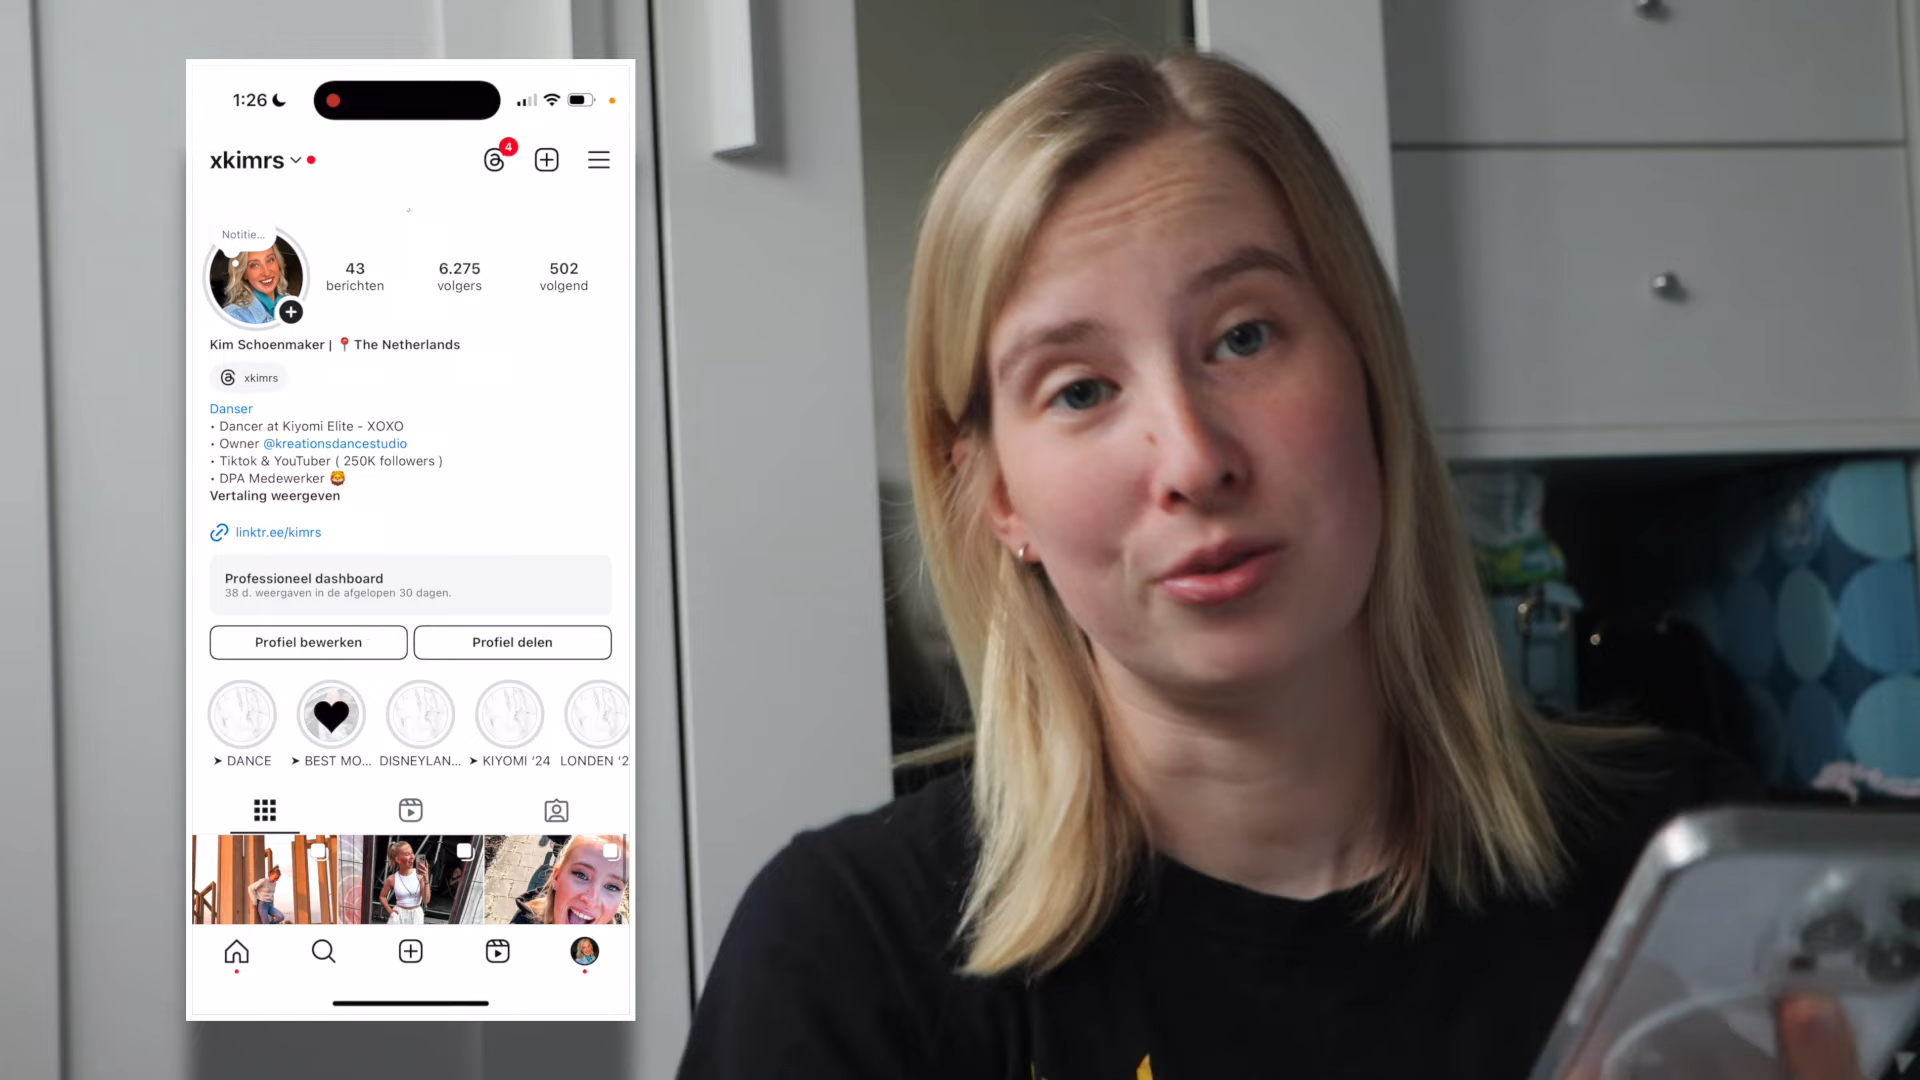 1:26
xkimrs
4
Notitie...
43
berichten
6.275
volgers
502
volgend
Kim Schoenmaker | 📍 The Netherlands
xkimrs
Danser
• Dancer at Kiyomi Elite - XOXO
• Owner @kreationsdancestudio
• Tiktok & YouTuber ( 250K followers )
• DPA Medewerker 🦁
Vertaling weergeven
linktr.ee/kimrs
Professioneel dashboard
38 d. weergaven in de afgelopen 30 dagen.
Profiel bewerken
Profiel delen
➤ DANCE
➤ BEST MO...
DISNEYLAN...
➤ KIYOMI '24
LONDEN '2